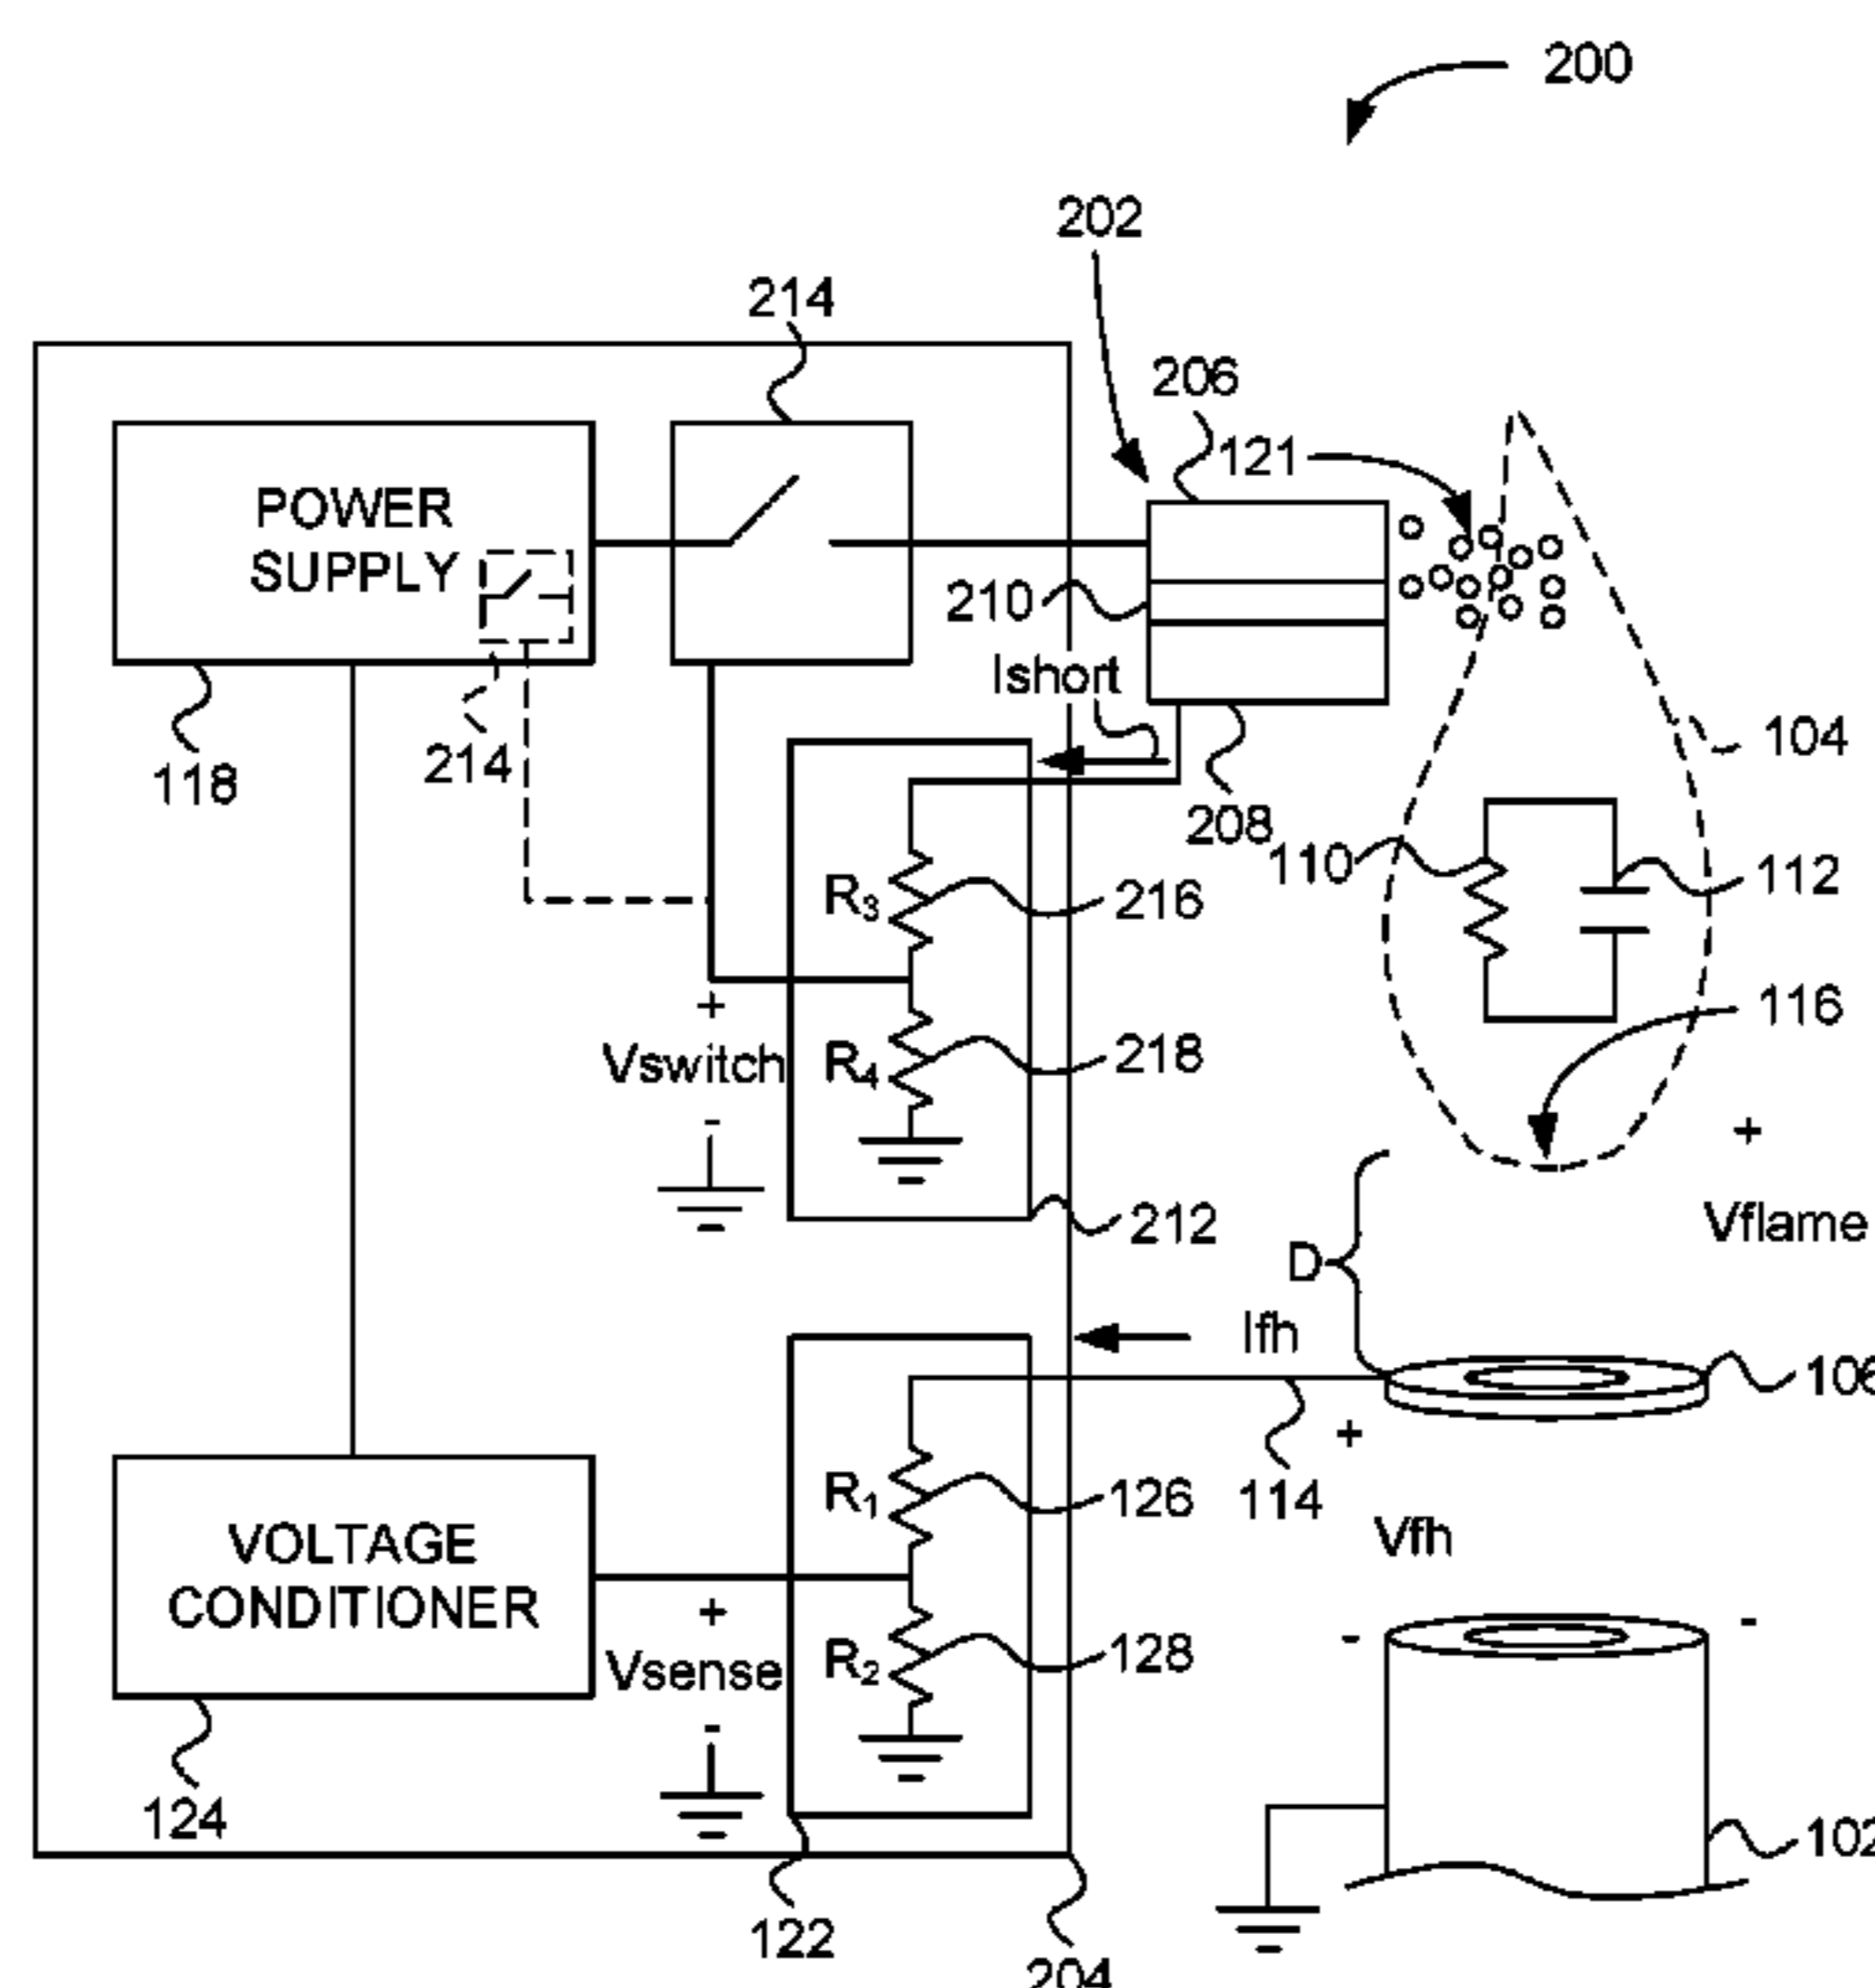 200
202
214
206
121
POWER
SUPPLY
210
Ishort
118
214
104
208
110
112
R3
216
116
+
Vswitch
R4
218
-
+
212
Vflame
D
Ifh
106
+
R1
126
114
VOLTAGE
CONDITIONER
Vfh
+
Vsense
R2
128
-
-
-
124
102
122
204